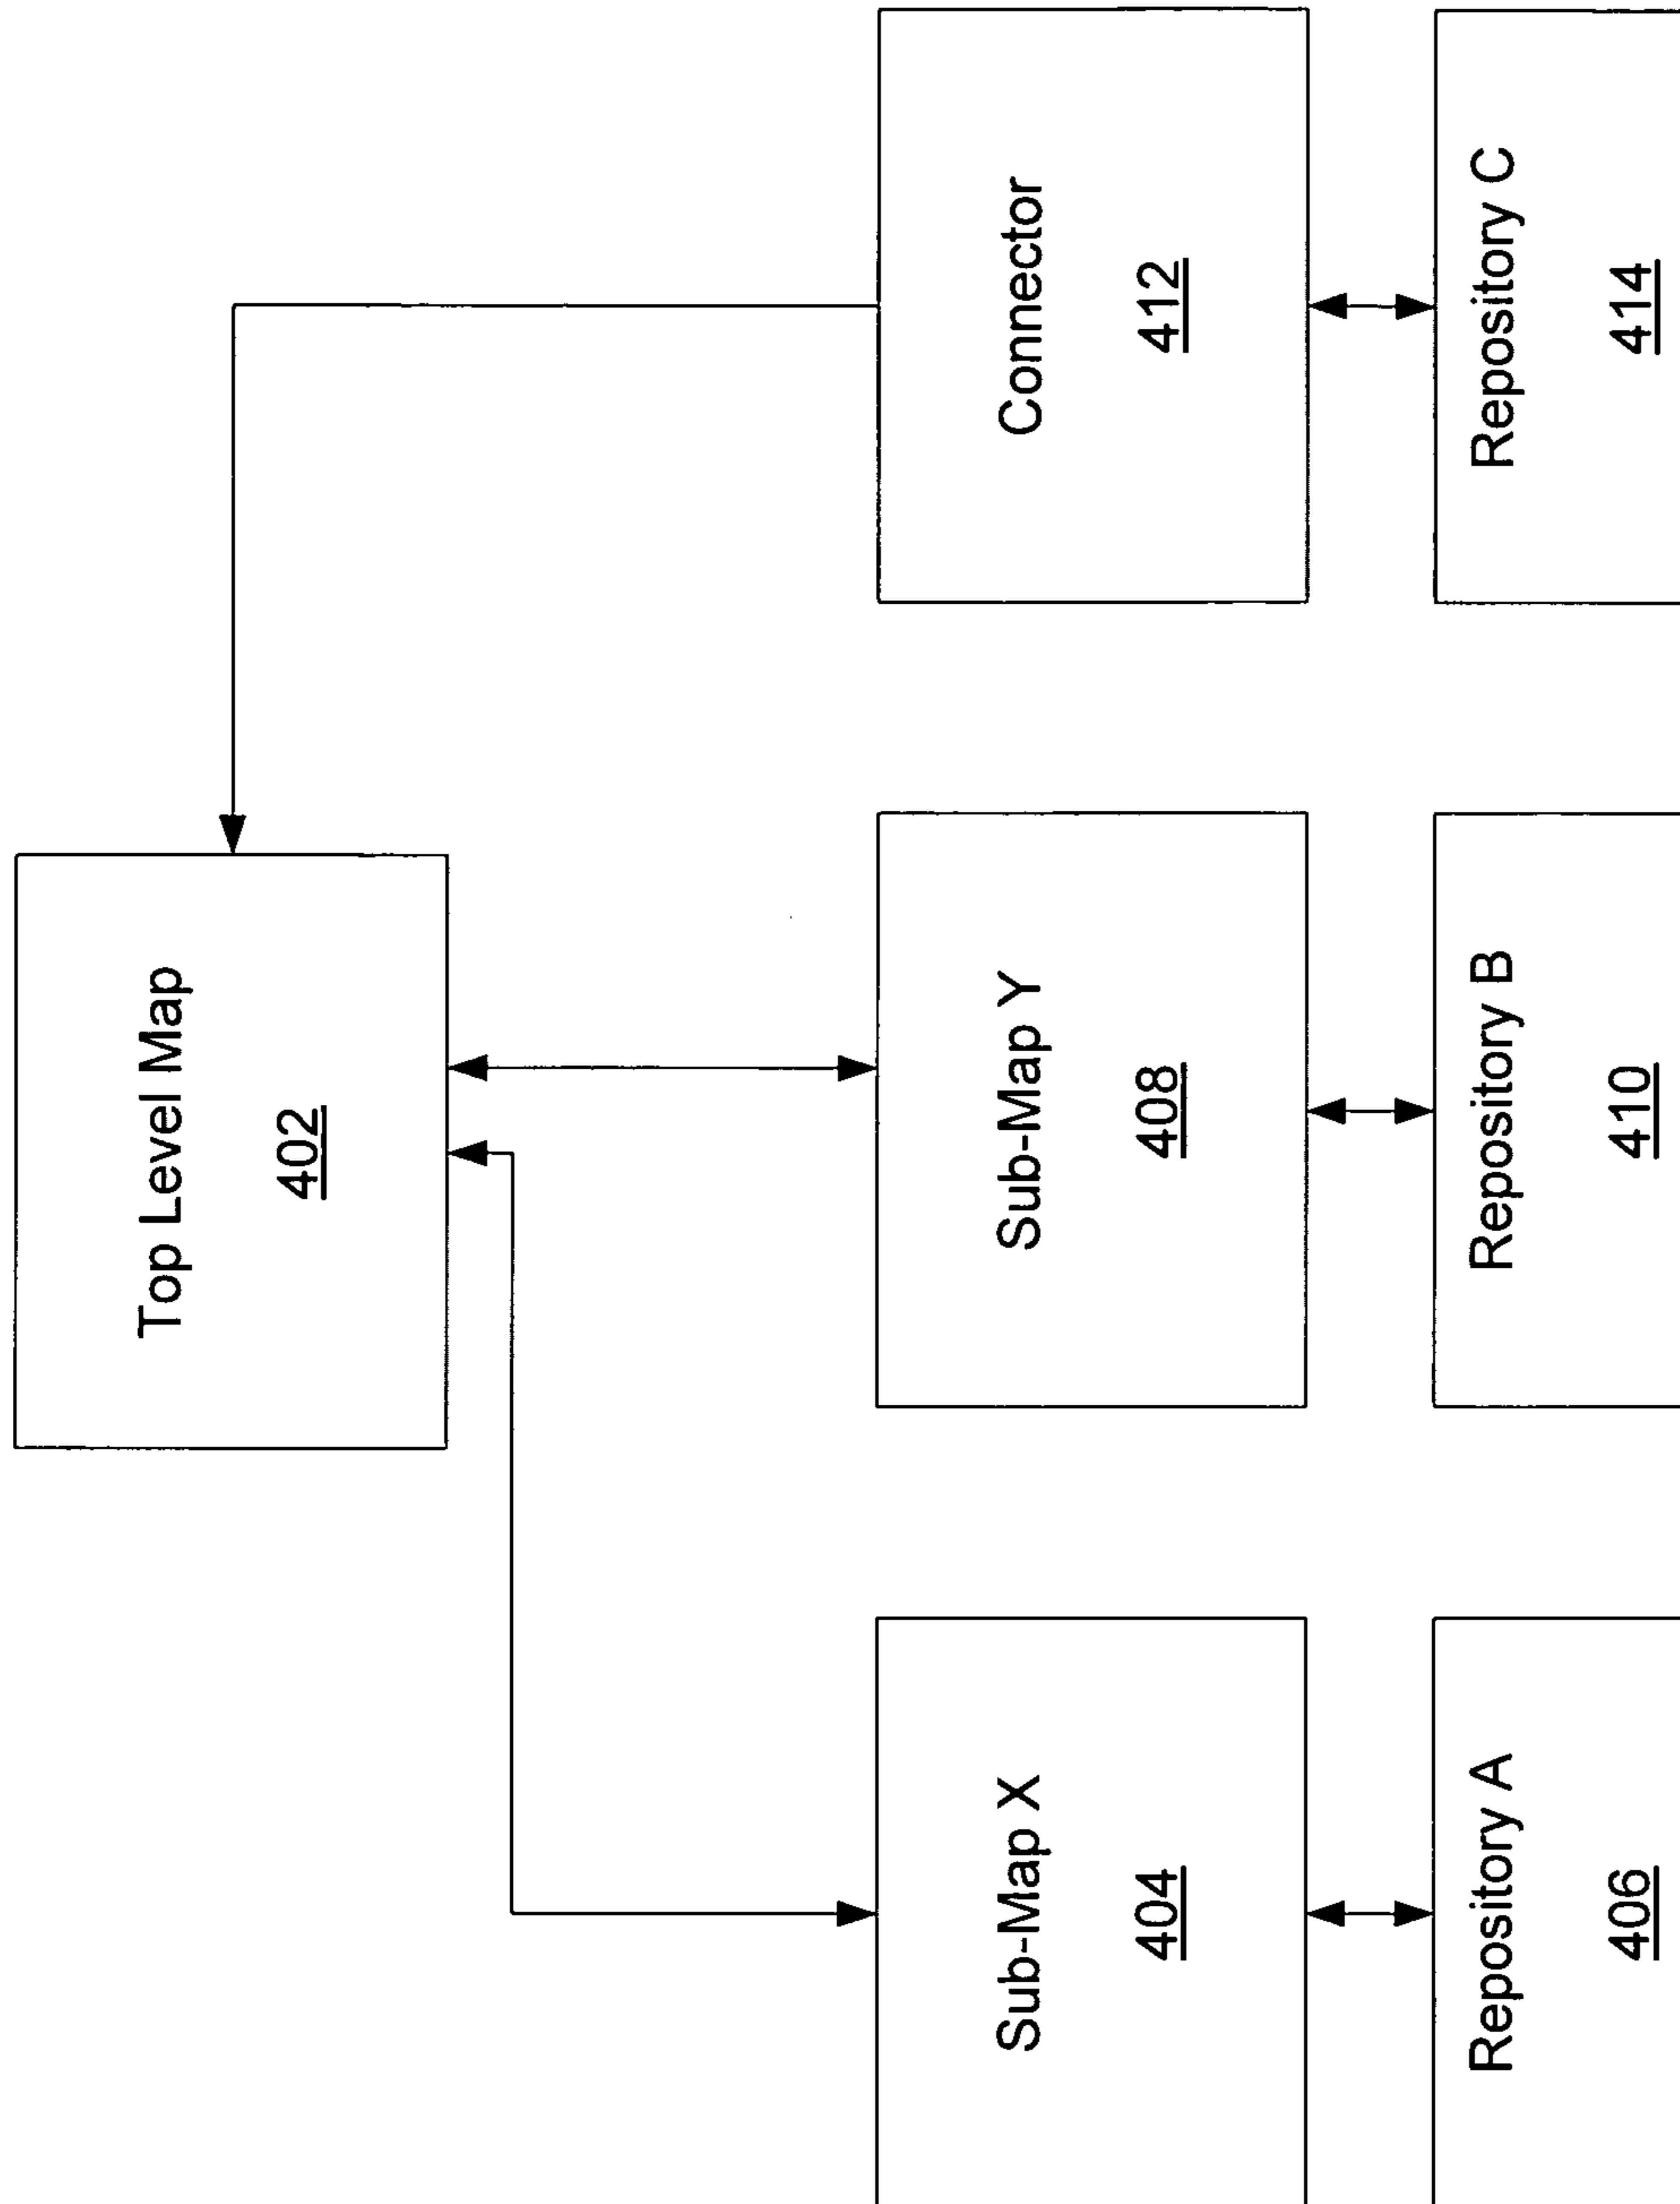 Top Level Map
402
Sub-Map X
404
Sub-Map Y
408
Connector
412
Repository A
406
Repository B
410
Repository C
414